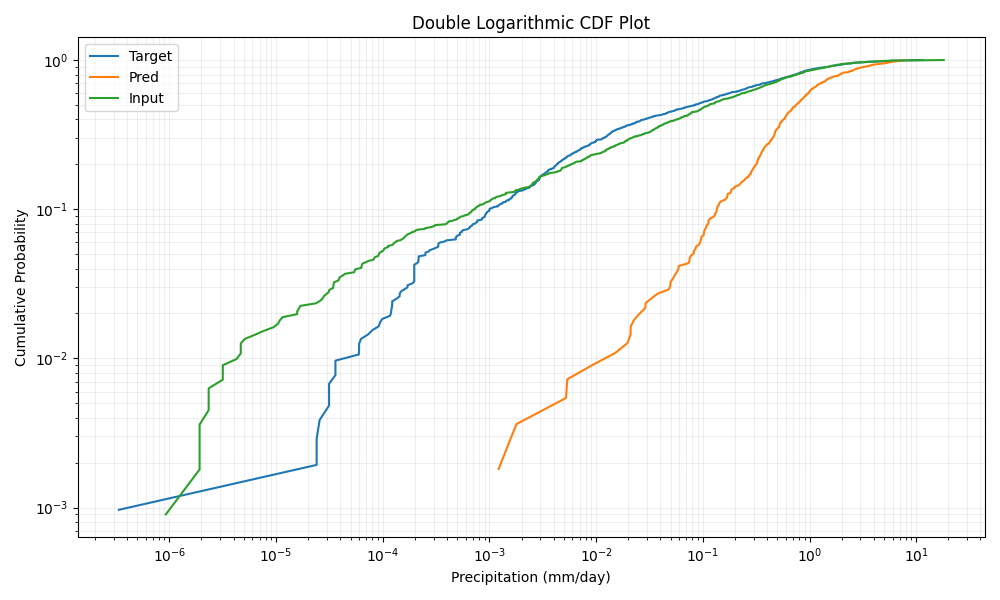 Double Logarithmic CDF Plot
Target
Pred
Input
Cumulative Probability
10⁰
10⁻¹
10⁻²
10⁻³
10⁻⁶ 10⁻⁵ 10⁻⁴ 10⁻³ 10⁻² 10⁻¹ 10⁰ 10¹
Precipitation (mm/day)